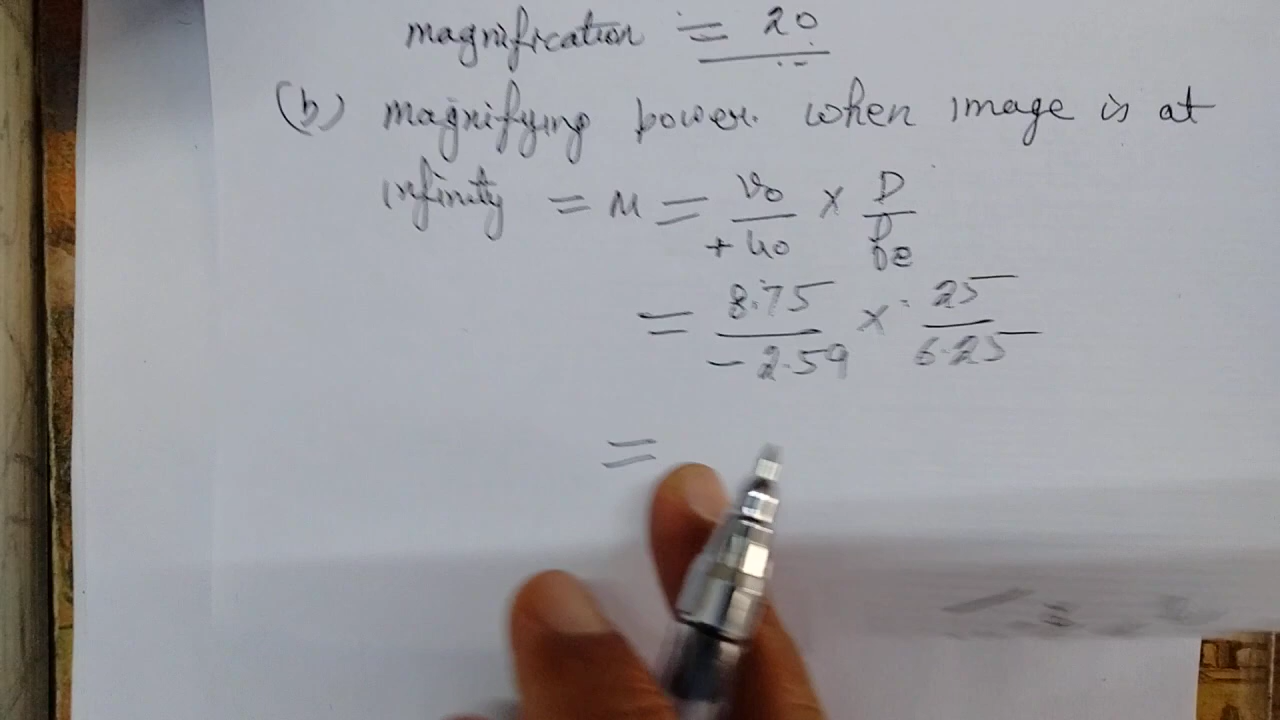 magnification = 20
(b) magnifying power. when image is at
infinity = M = vo/+uo × D/fe
= 8.75/-2.59 × 25/6.25
=